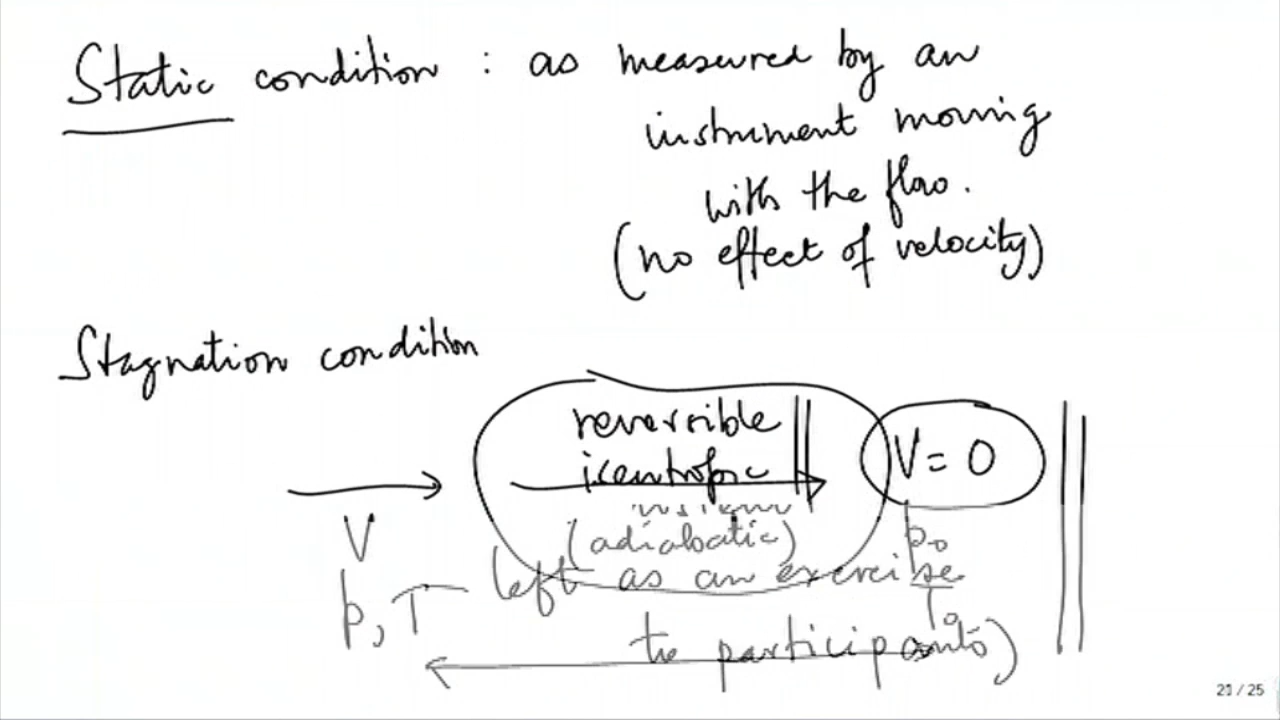 Static condition : as measured by an
instrument moving
with the flow.
(no effect of velocity)
Stagnation condition
reversible
isentropic
V = 0
V
(adiabatic)
p₀
left as an exercise
p, T
T₀
to participants)
21 / 25